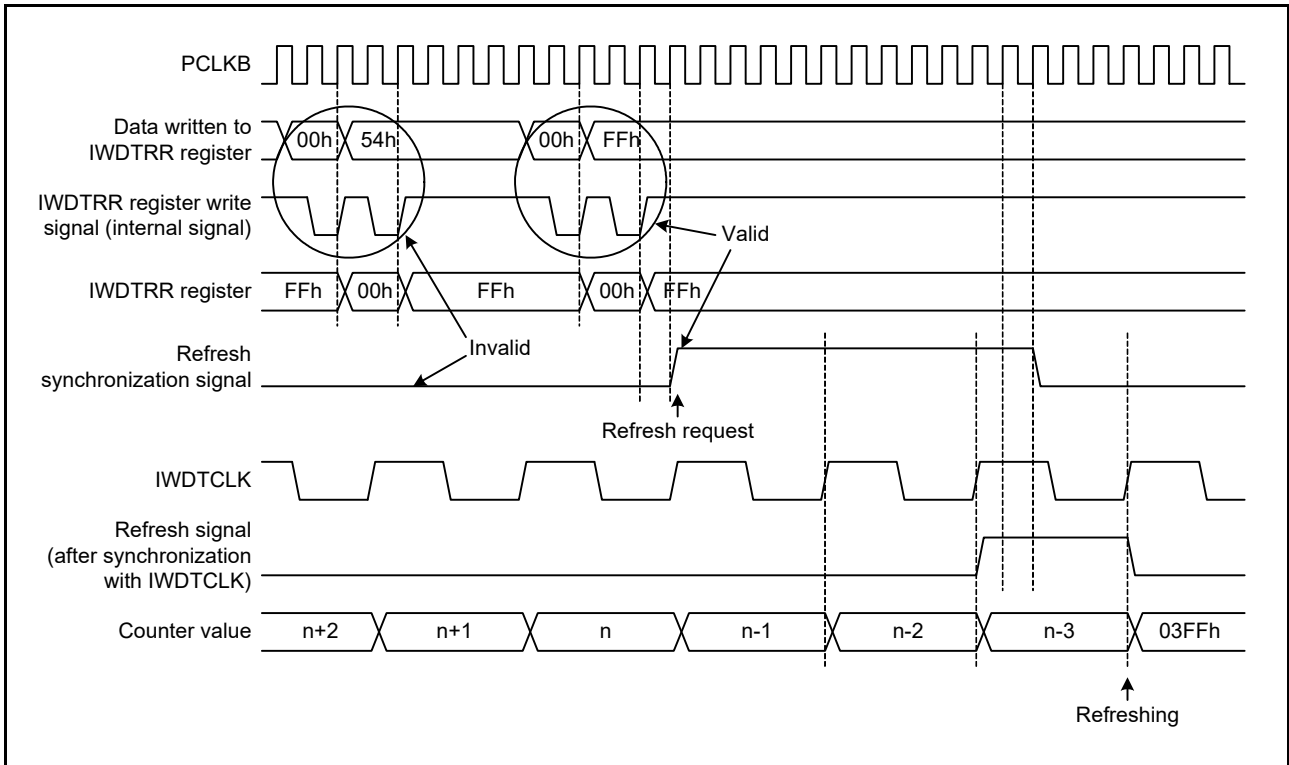 PCLKB
Data written to
IWDTRR register
00h
54h
00h
FFh
IWDTRR register write
signal (internal signal)
Valid
IWDTRR register
FFh
00h
FFh
00h
FFh
Invalid
Refresh
synchronization signal
Refresh request
IWDTCLK
Refresh signal
(after synchronization
with IWDTCLK)
Counter value
n+2
n+1
n
n-1
n-2
n-3
03FFh
Refreshing